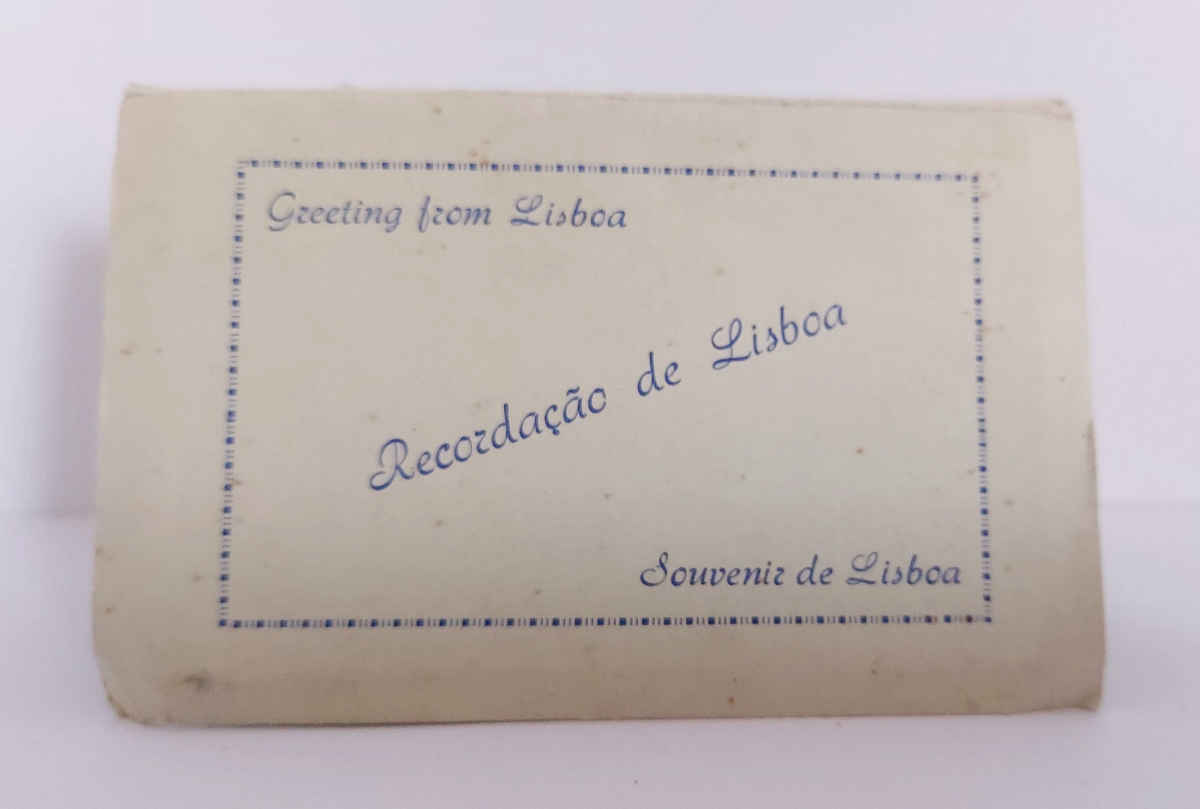 Greeting from Lisboa
Recordação de Lisboa
Souvenir de Lisboa